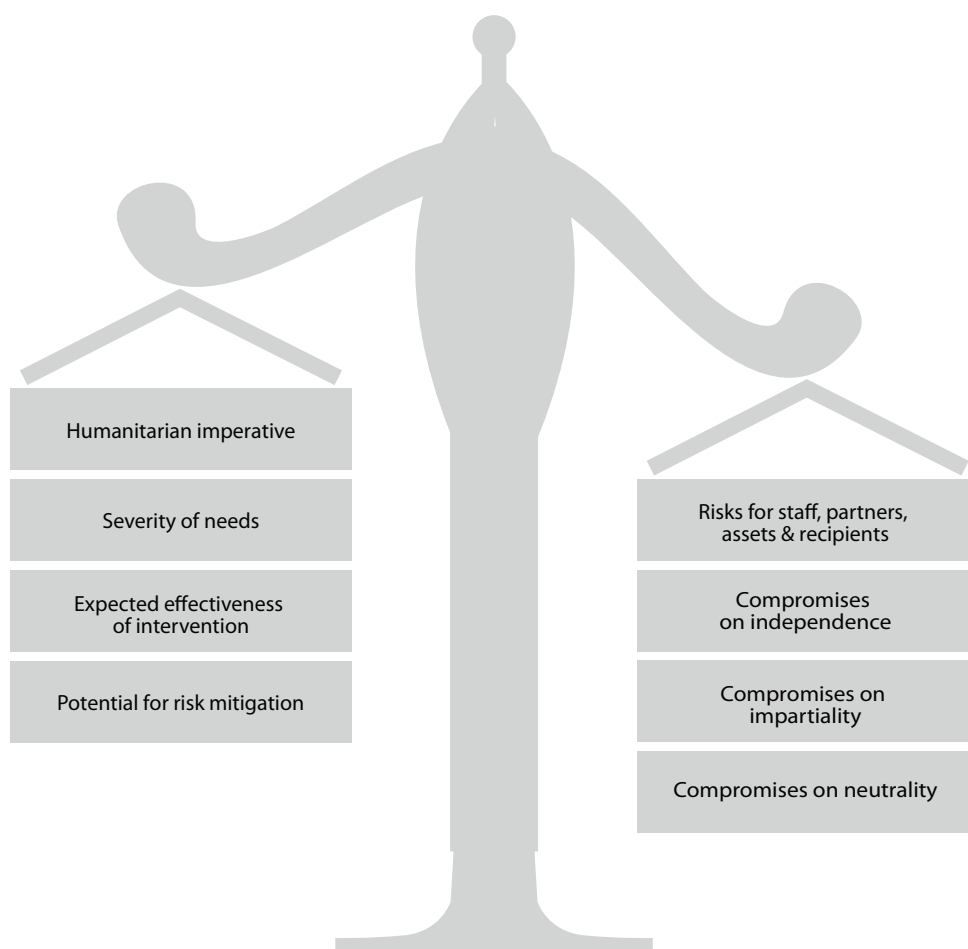 Humanitarian imperative
Severity of needs
Expected effectiveness
of intervention
Potential for risk mitigation
Risks for staff, partners,
assets & recipients
Compromises
on independence
Compromises on
impartiality
Compromises on neutrality